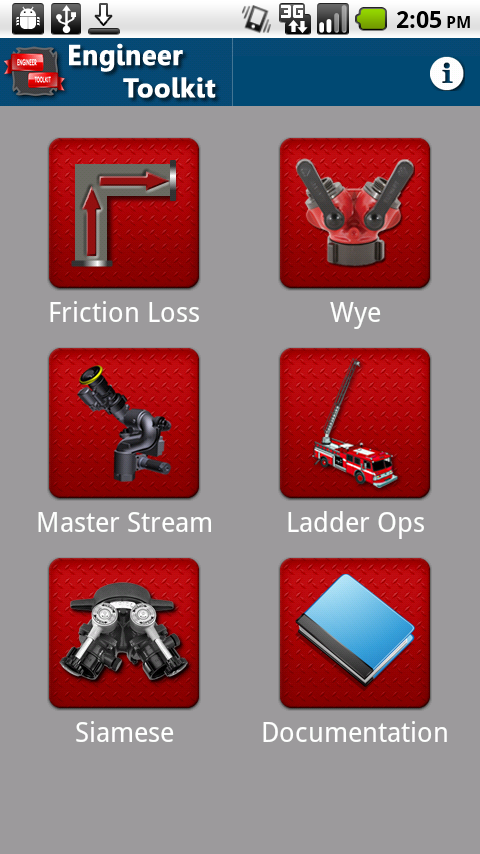 3G
2:05 PM
ENGINEER
TOOLKIT
Engineer
Toolkit
i
Friction Loss
Wye
Master Stream
Ladder Ops
Siamese
Documentation